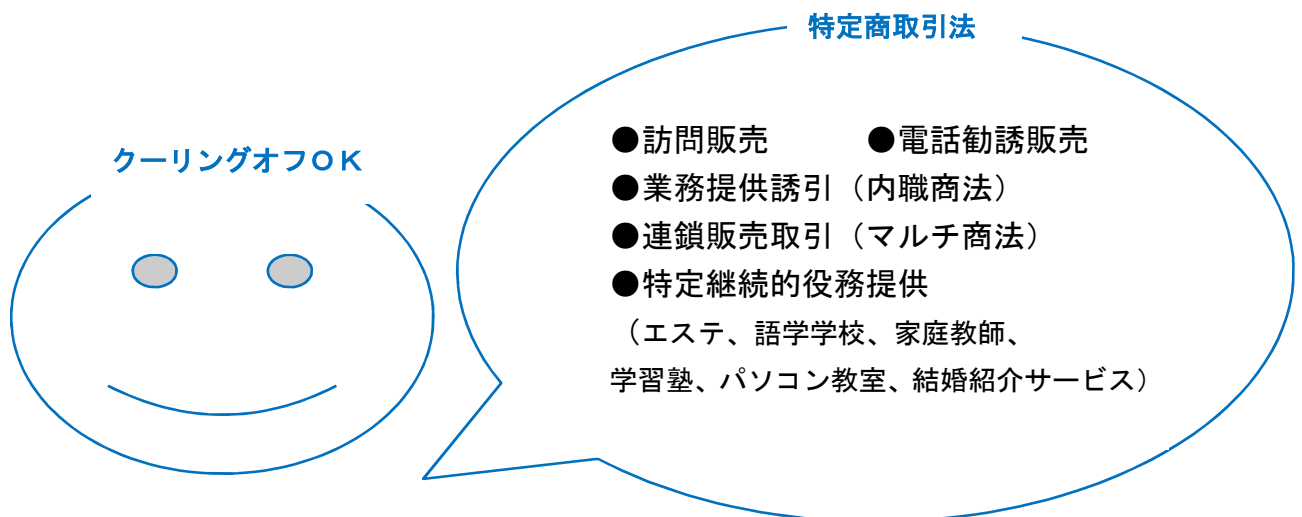 特定商取引法
クーリングオフＯＫ
●訪問販売　　　●電話勧誘販売
●業務提供誘引（内職商法）
●連鎖販売取引（マルチ商法）
●特定継続的役務提供
（エステ、語学学校、家庭教師、
学習塾、パソコン教室、結婚紹介サービス）